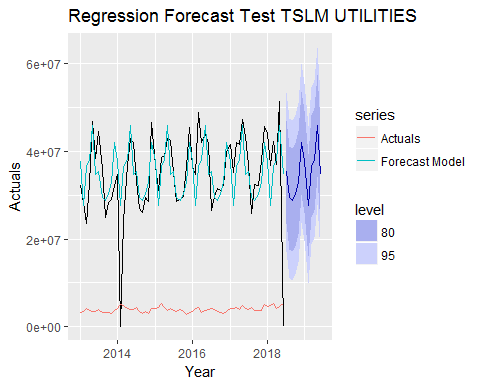 Regression Forecast Test TSLM UTILITIES
6e+07
4e+07
2e+07
0e+00
Actuals
2014
2016
2018
Year
series
Actuals
Forecast Model
level
80
95